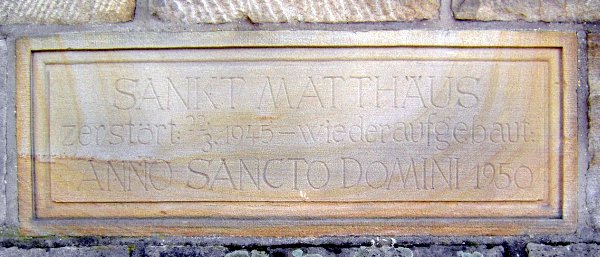 SANKT MATTHÄUS
zerstört: 22/3. 1945 – wiederaufgebaut:
ANNO SANCTO DOMINI 1950